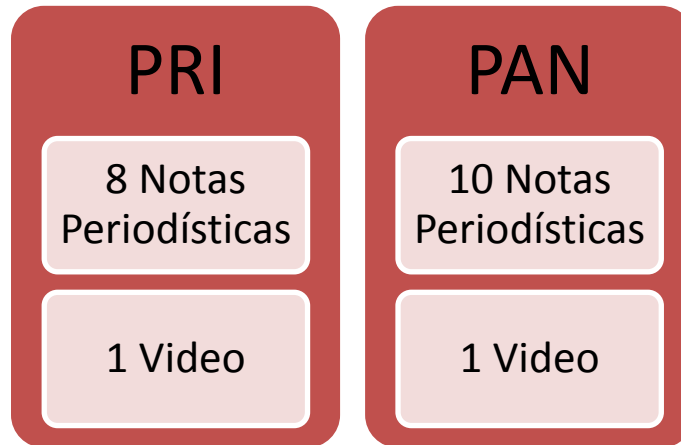 PRI
8 Notas
Periodísticas
1 Video
PAN
10 Notas
Periodísticas
1 Video